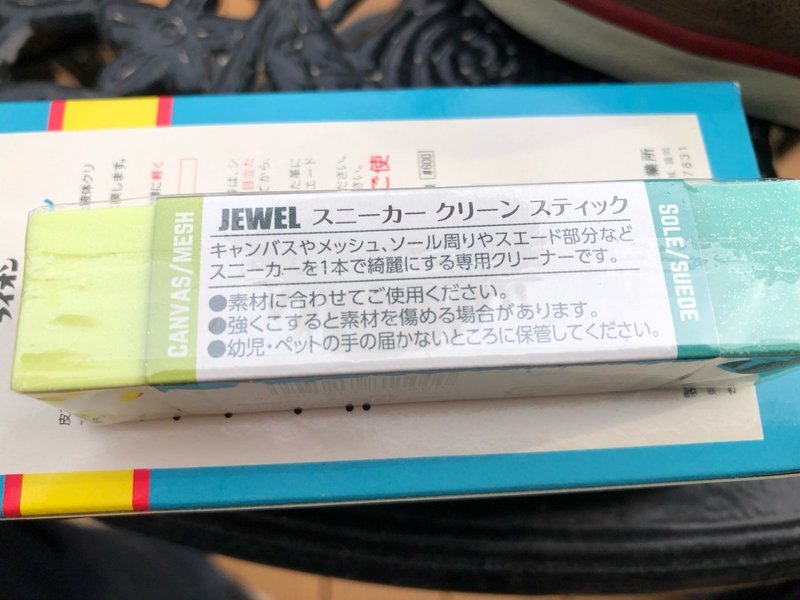 JEWEL スニーカー クリーン スティック
キャンバスやメッシュ、ソール周りやスエード部分など
スニーカーを1本で綺麗にする専用クリーナーです。
●素材に合わせてご使用ください。
●強くこすると素材を傷める場合があります。
●幼児・ペットの手の届かないところに保管してください。
CANVAS/MESH
SOLE/SUEDE
#600
7831